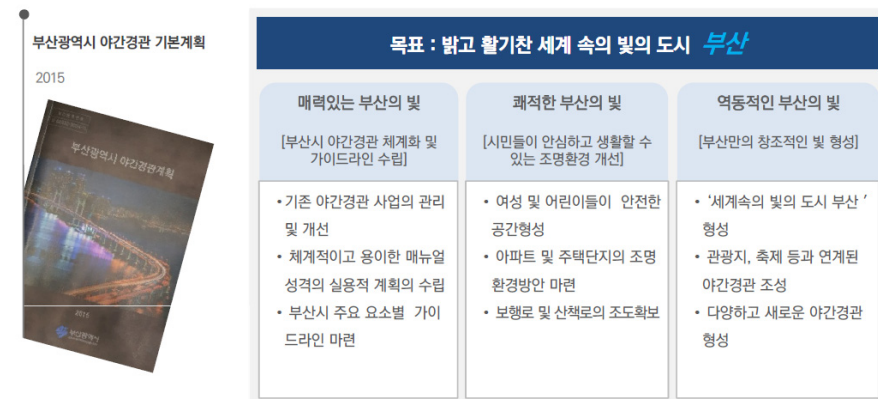 부산광역시 야간경관 기본계획
2015
부산광역시 야간경관계획
2015
부산광역시
목표 : 밝고 활기찬 세계 속의 빛의 도시 부산
매력있는 부산의 빛
[부산시 야간경관 체계화 및
가이드라인 수립]
• 기존 야간경관 사업의 관리
및 개선
• 체계적이고 용이한 매뉴얼
성격의 실용적 계획의 수립
• 부산시 주요 요소별 가이
드라인 마련
쾌적한 부산의 빛
[시민들이 안심하고 생활할 수
있는 조명환경 개선]
• 여성 및 어린이들이 안전한
공간형성
• 아파트 및 주택단지의 조명
환경방안 마련
• 보행로 및 산책로의 조도확보
역동적인 부산의 빛
[부산만의 창조적인 빛 형성]
• ‘세계속의 빛의 도시 부산 ’
형성
• 관광지, 축제 등과 연계된
야간경관 조성
• 다양하고 새로운 야간경관
형성